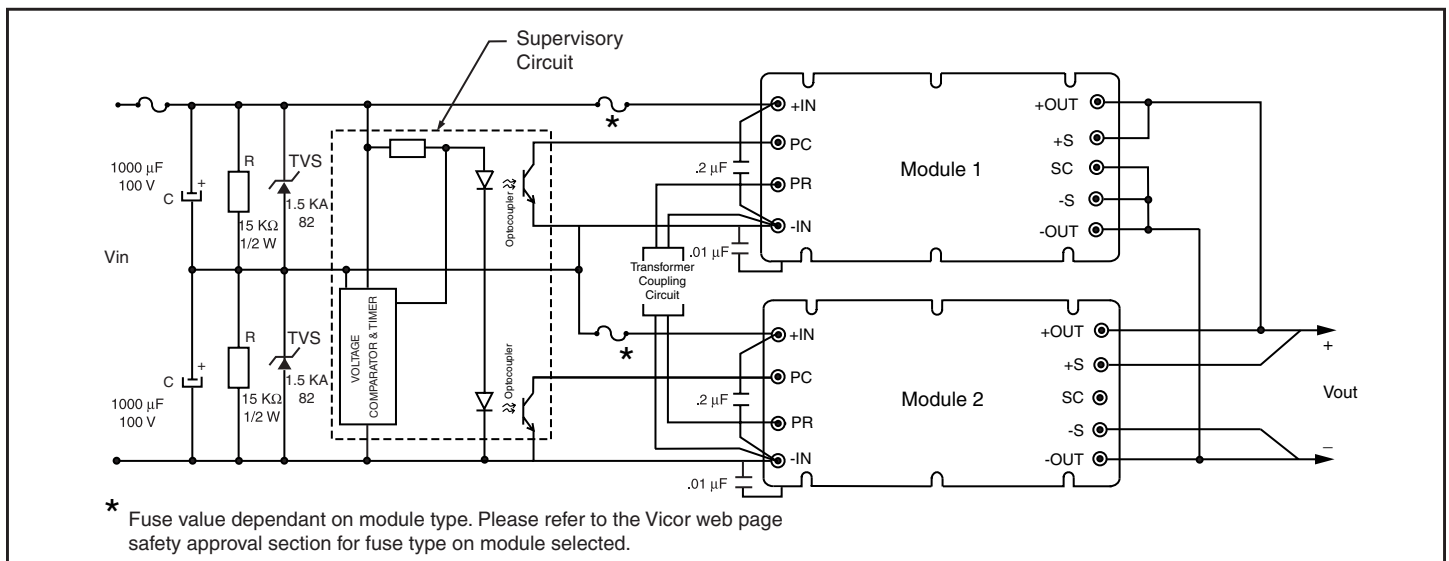 Supervisory
Circuit
1000 µF
100 V
C
+
R
15 KΩ
1/2 W
TVS
1.5 KA
82
Optocoupler
*
.2 µF
.01 µF
+IN
PC
PR
-IN
Module 1
+OUT
+S
SC
-S
-OUT
Vin
Transformer
Coupling
Circuit
1000 µF
100 V
C
+
R
15 KΩ
1/2 W
TVS
1.5 KA
82
VOLTAGE
COMPARATOR & TIMER
Optocoupler
*
.2 µF
.01 µF
+IN
PC
PR
-IN
Module 2
+OUT
+S
SC
-S
-OUT
+
Vout
–
* Fuse value dependant on module type. Please refer to the Vicor web page
safety approval section for fuse type on module selected.